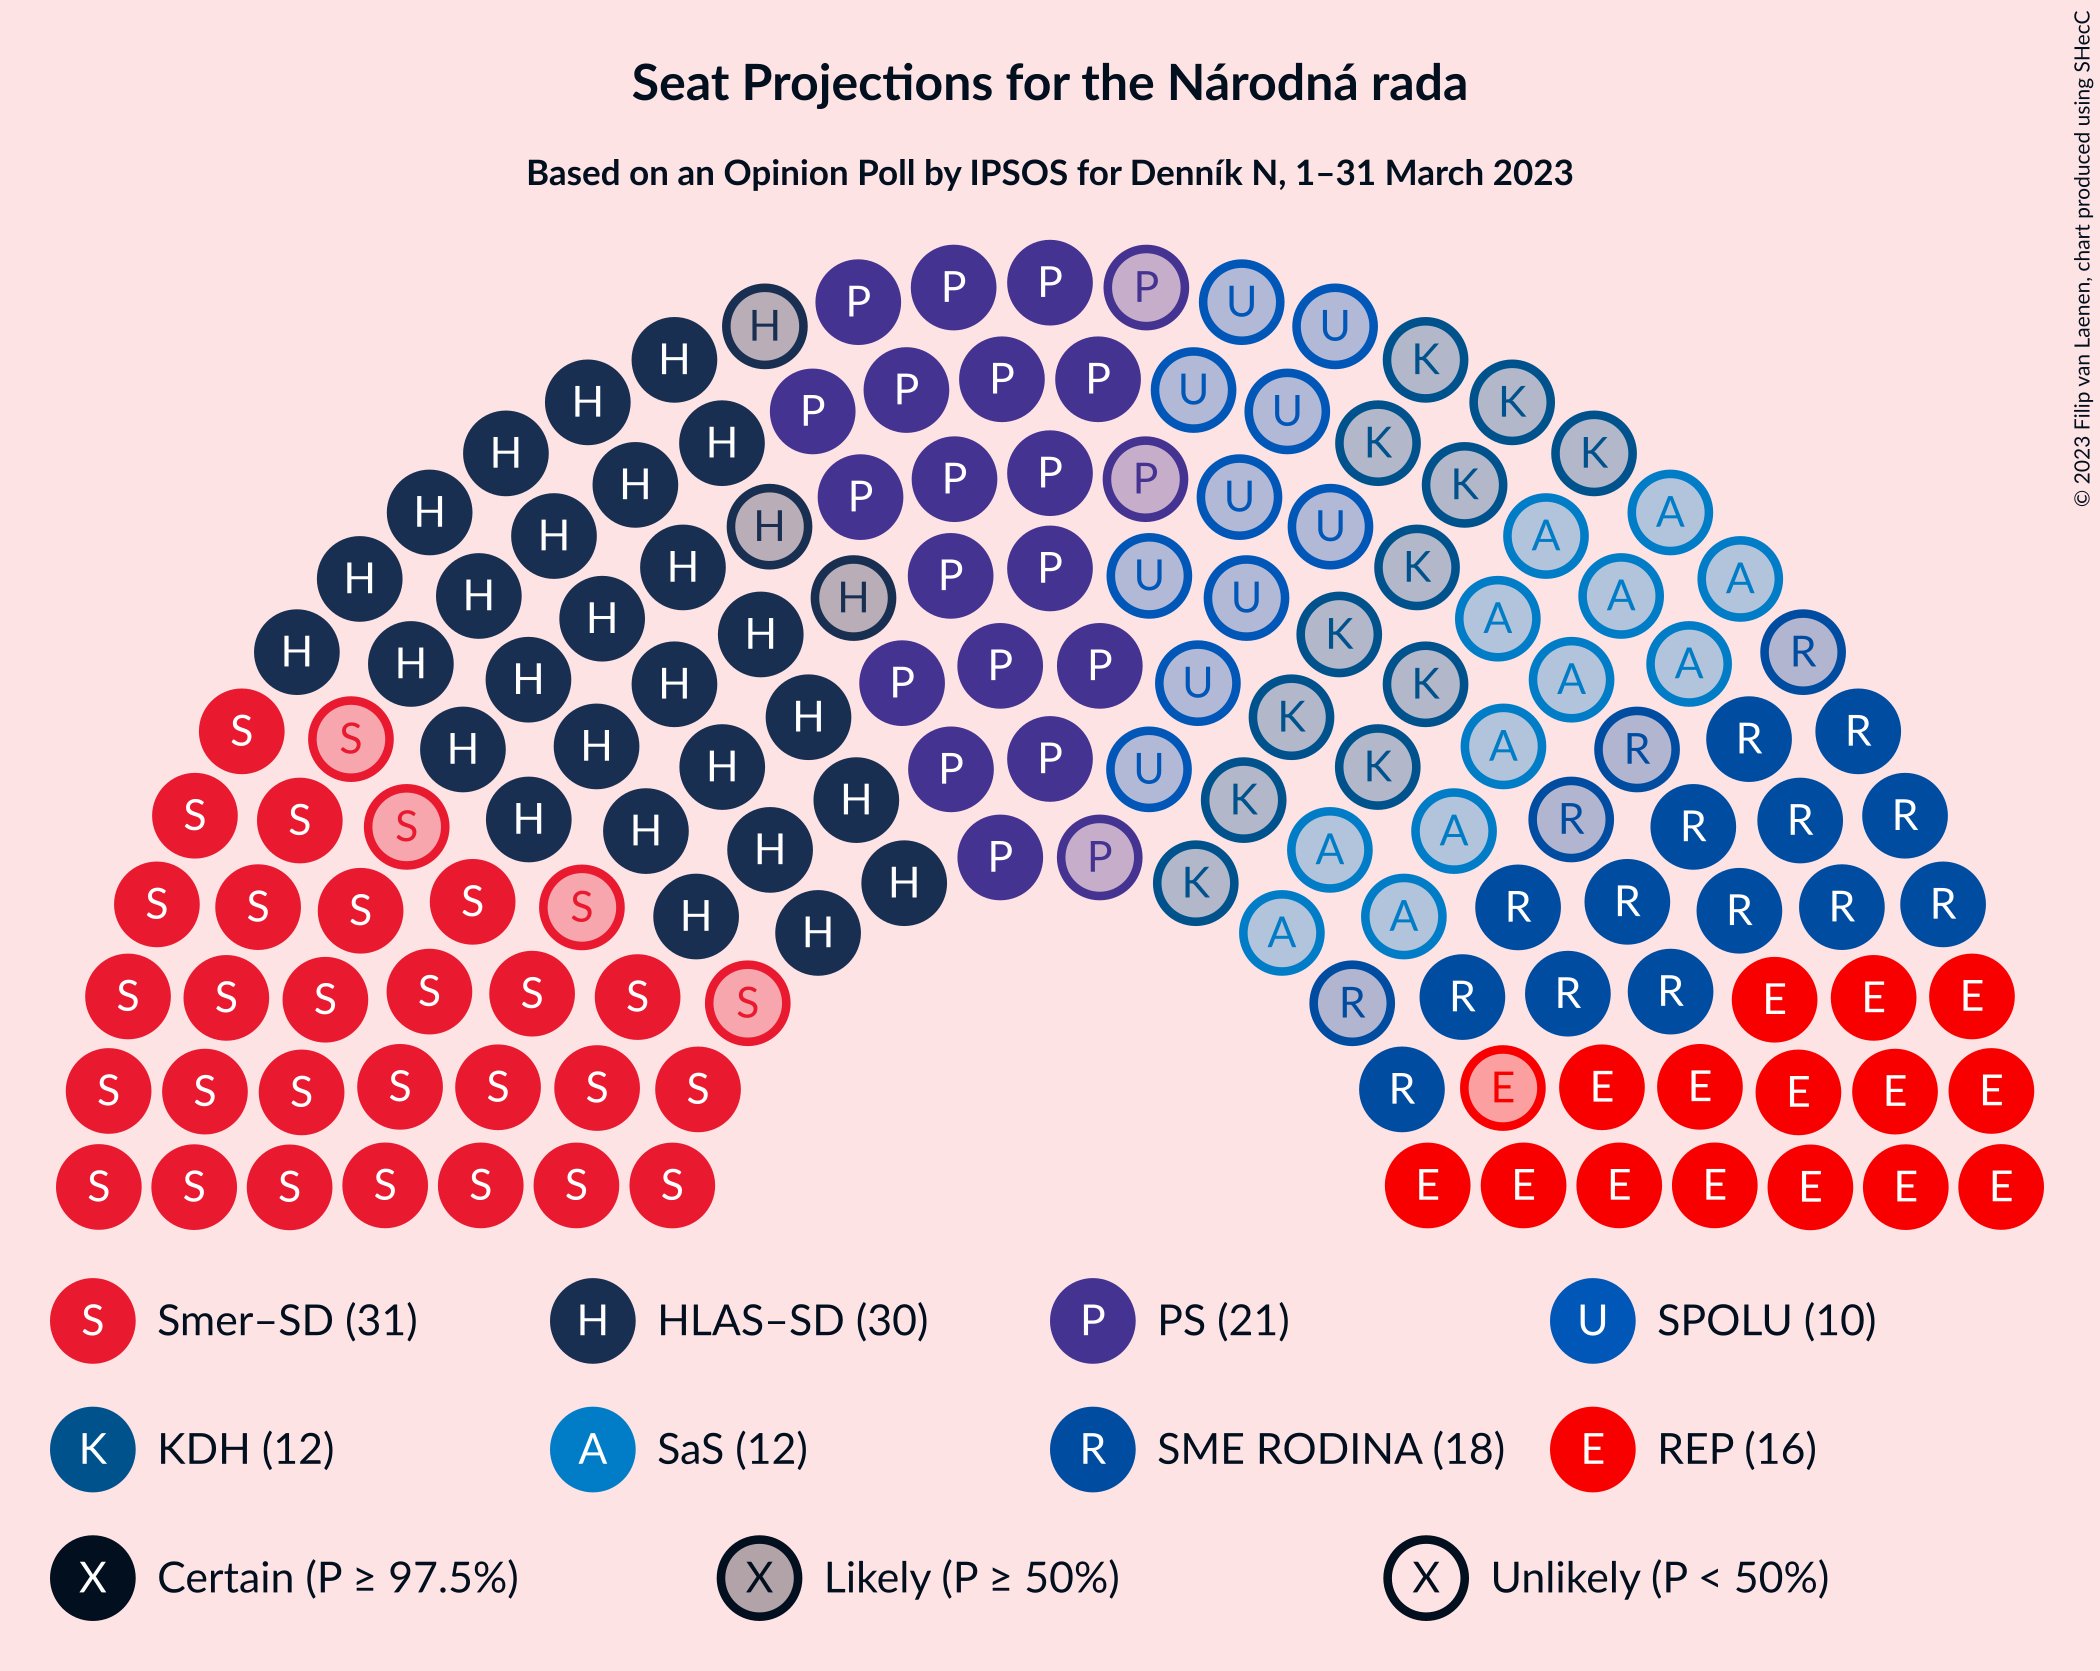 Seat Projections for the Národná rada
Based on an Opinion Poll by IPSOS for Denník N, 1–31 March 2023
© 2023 Filip van Laenen, chart produced using SHecC
P P P P U
H U
H K
H P P U K
H P P U K
H H K
H P P P P U K A
H H P U A
H H K A
H H P P U K A
H H H U A
H H P P P K K A
H H U A R
S S H H H K K A R R R
H H P P U K A
S S S H H H H P P K A A R R R R
S S S S S H H H A A R R R R R
S S S S S S S R R R R E E E
S S S S S S S R E E E E E E
S S S S S S S E E E E E E E
S Smer–SD (31) H HLAS–SD (30) P PS (21) U SPOLU (10)
K KDH (12) A SaS (12) R SME RODINA (18) E REP (16)
X Certain (P ≥ 97.5%) X Likely (P ≥ 50%) X Unlikely (P < 50%)